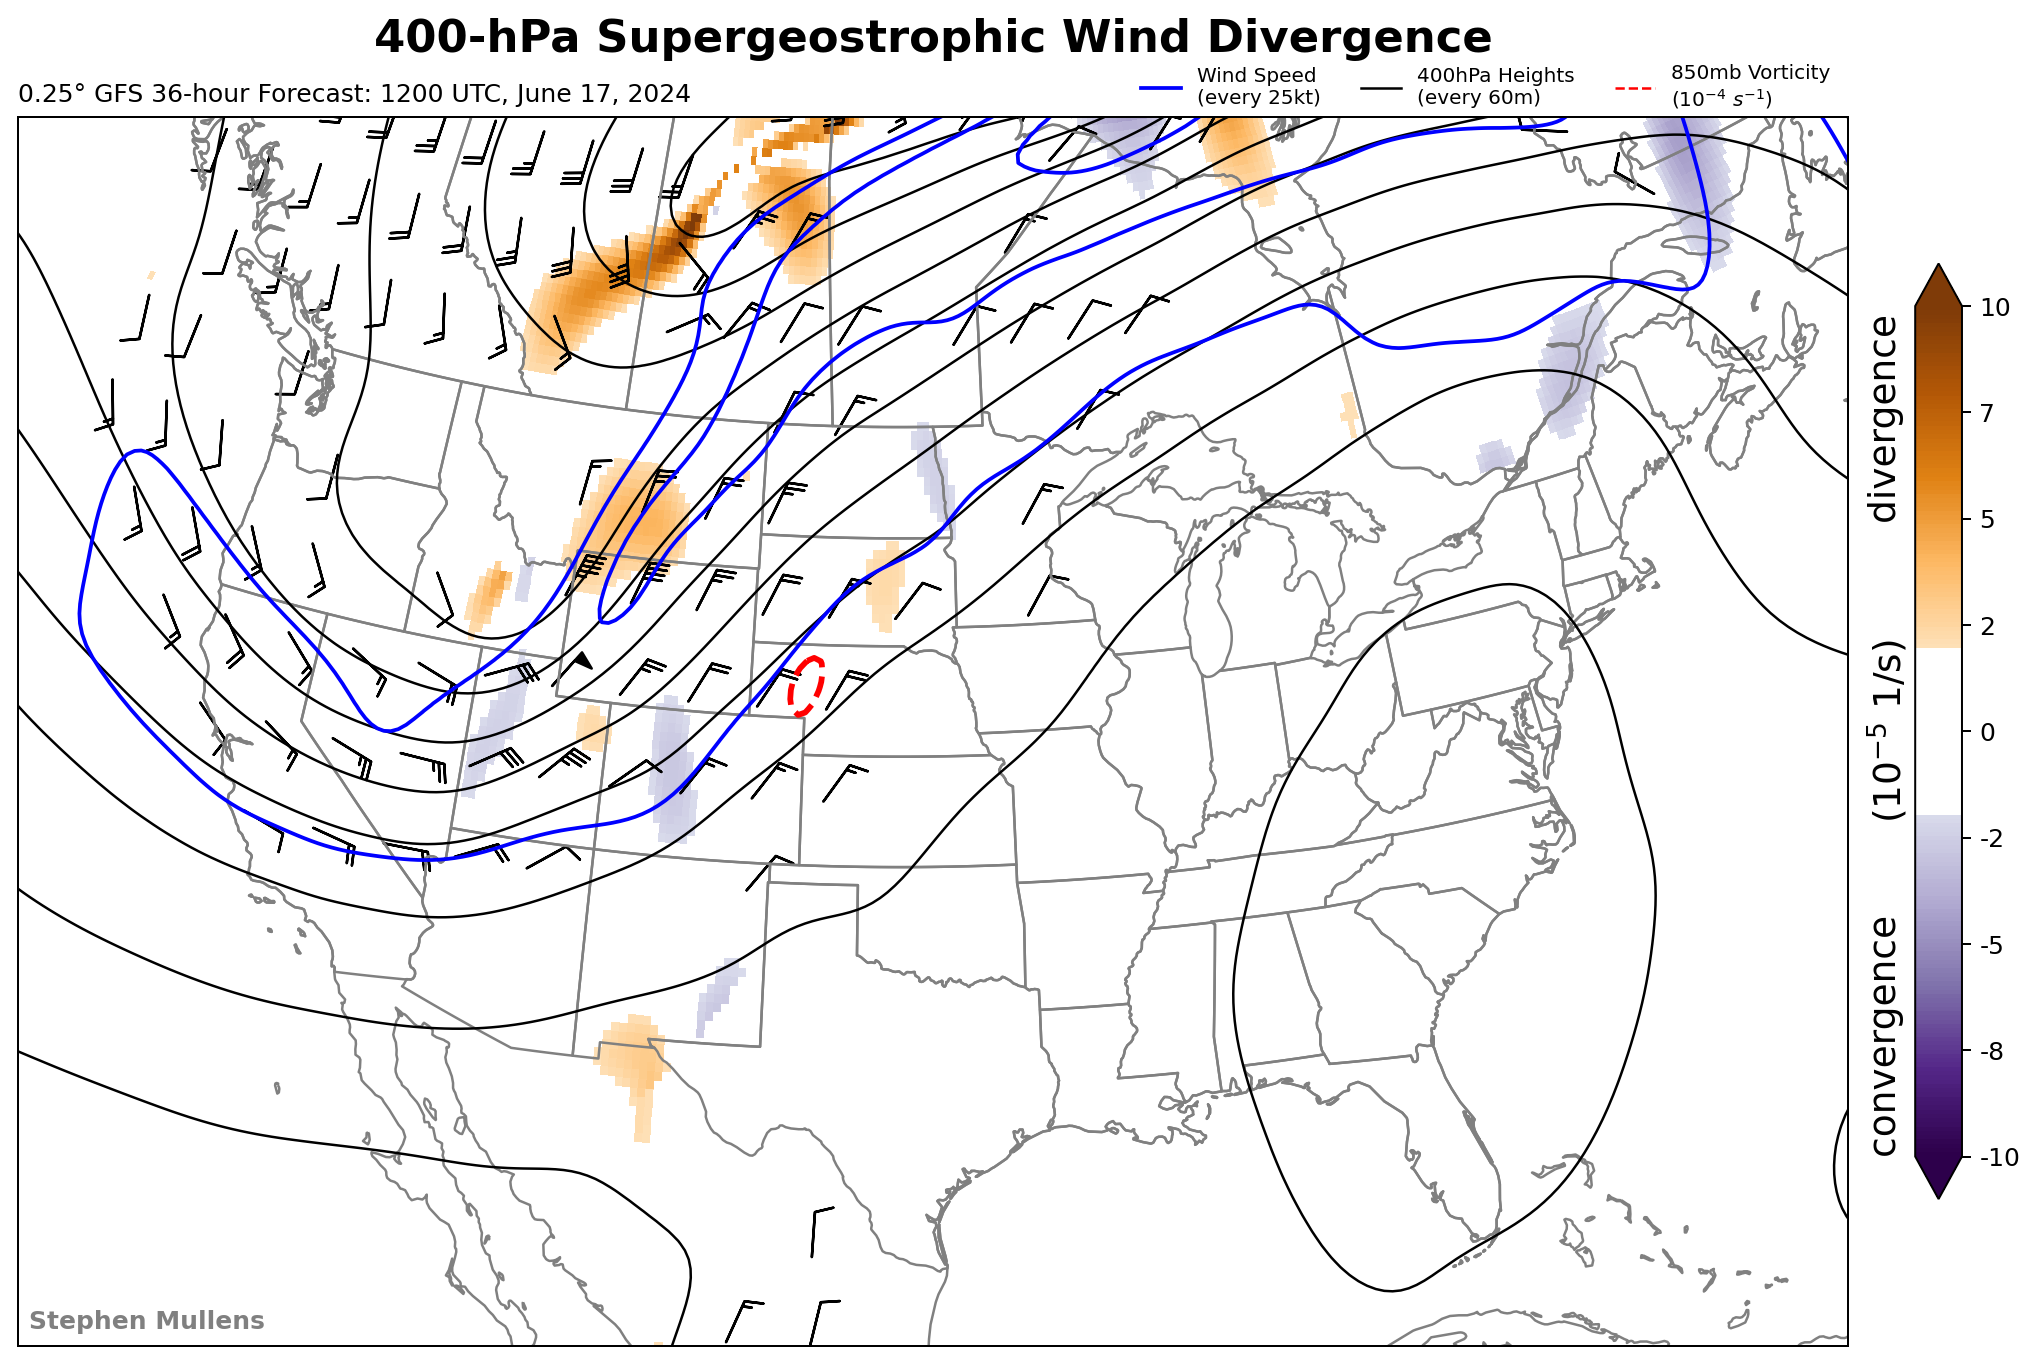 400-hPa Supergeostrophic Wind Divergence
0.25° GFS 36-hour Forecast: 1200 UTC, June 17, 2024
Wind Speed
(every 25kt)
400hPa Heights
(every 60m)
850mb Vorticity
(10⁻⁴ s⁻¹)
10
7
5
2
0
-2
-5
-8
-10
convergence (10⁻⁵ 1/s) divergence
Stephen Mullens